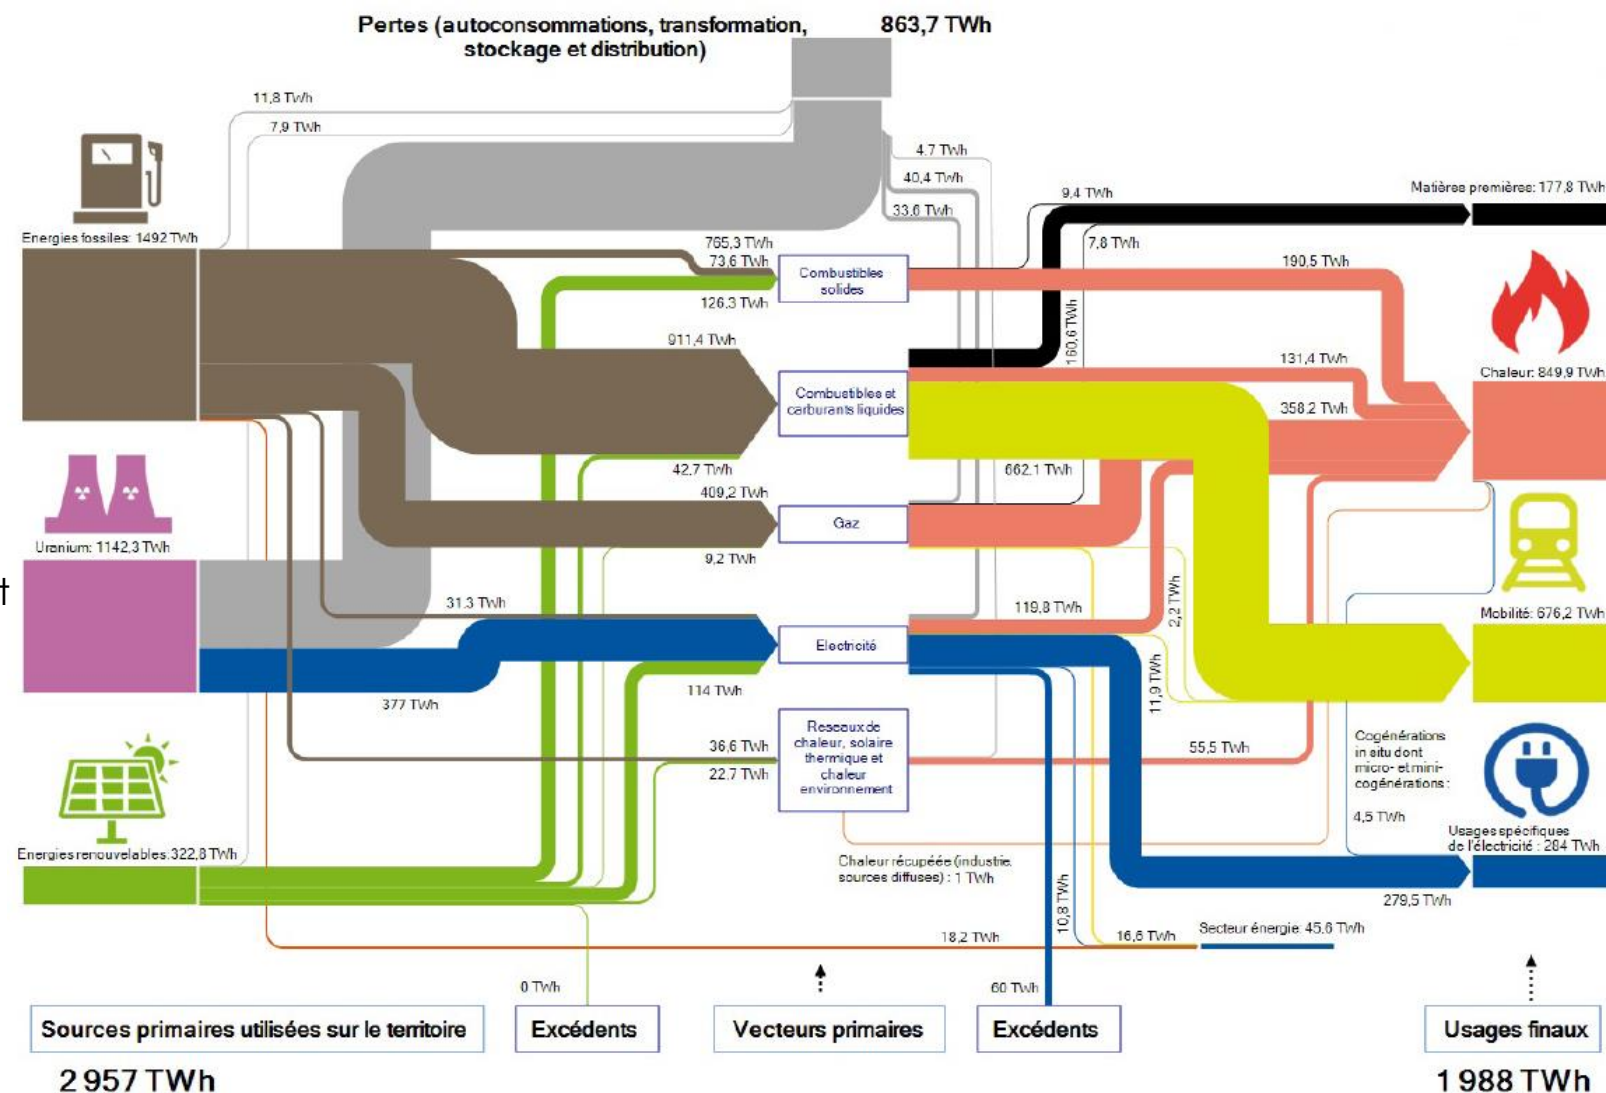 Pertes (autoconsommations, transformation,
stockage et distribution)
863,7 TWh
11,8 TWh
7,9 TWh
4,7 TWh
40,4 TWh
33,6 TWh
9,4 TWh
Matières premières: 177,8 TWh
7,8 TWh
Energies fossiles: 1492 TWh
765,3 TWh
73,6 TWh
126,3 TWh
Combustibles
solides
190,5 TWh
160,6 TWh
911,4 TWh
131,4 TWh
Chaleur: 849,9 TWh
Combustibles et
carburants liquides
358,2 TWh
42,7 TWh
662,1 TWh
409,2 TWh
Gaz
9,2 TWh
Uranium: 1142,3 TWh
t
31,3 TWh
119,8 TWh
2,2 TWh
Mobilité: 676,2 TWh
Electricité
11,9 TWh
377 TWh
114 TWh
Reseaux de
chaleur, solaire
thermique et
chaleur
environnement
36,6 TWh
22,7 TWh
55,5 TWh
Cogénérations
in situ dont
micro- et mini-
cogénérations :
4,5 TWh
Energies renouvelables: 322,8 TWh
Usages spécifiques
de l'électricité : 284 TWh
Chaleur récupéée (industrie,
sources diffuses) : 1 TWh
279,5 TWh
10,8 TWh
18,2 TWh
16,6 TWh
Secteur énergie: 45,6 TWh
0 TWh
60 TWh
Sources primaires utilisées sur le territoire
Excédents
Vecteurs primaires
Excédents
Usages finaux
2 957 TWh
1 988 TWh